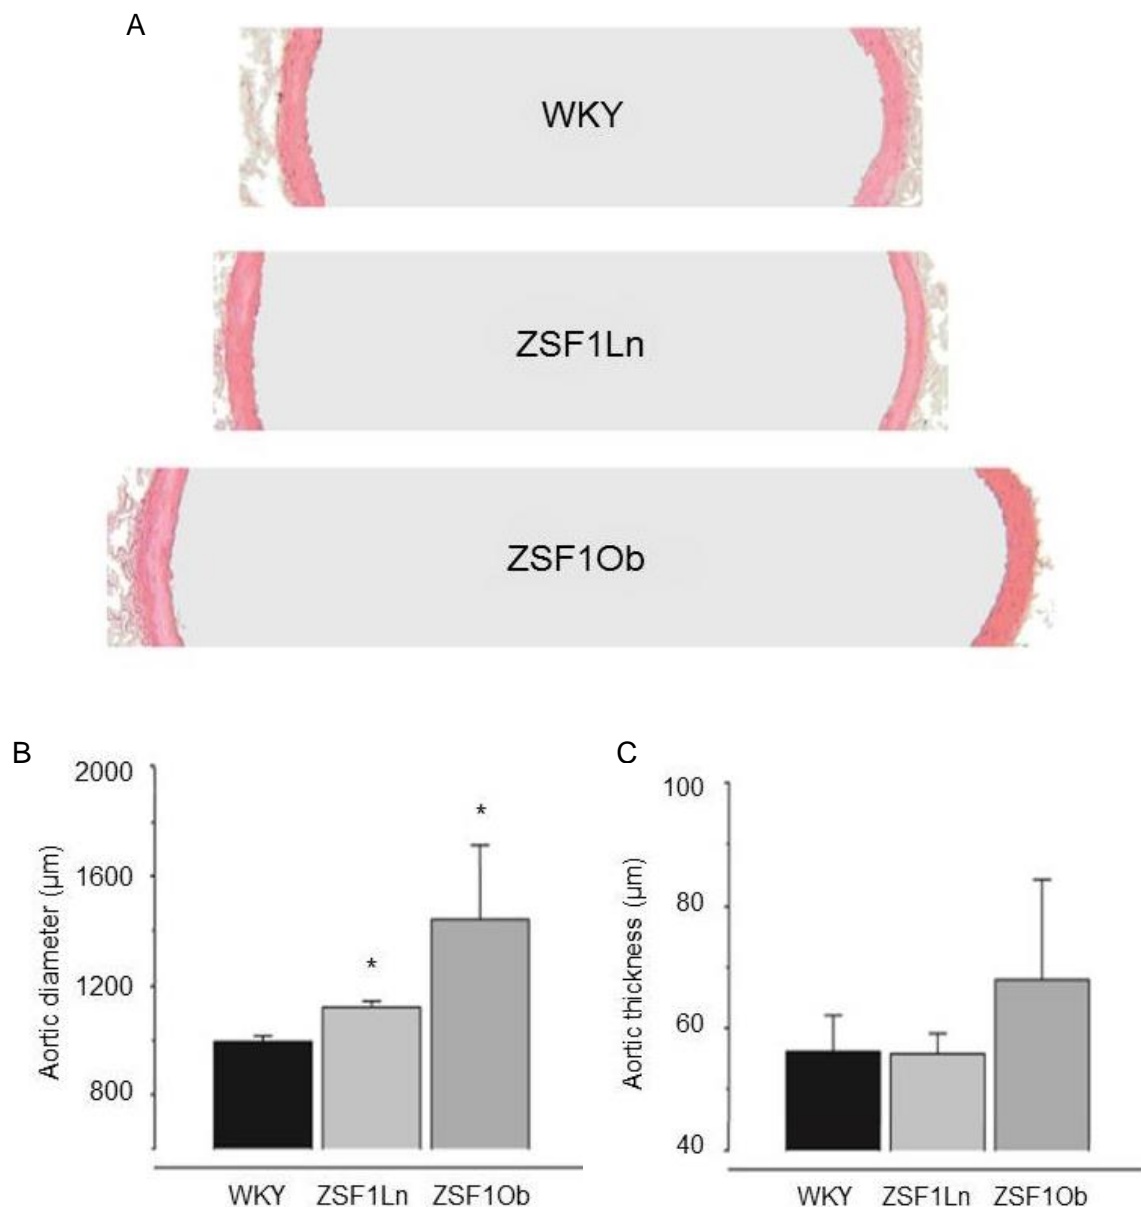 A
WKY
ZSF1Ln
ZSF1Ob
B
2000
1600
1200
800
Aortic diameter (μm)
*
*
WKY ZSF1Ln ZSF1Ob
C
100
80
60
40
Aortic thickness (μm)
WKY ZSF1Ln ZSF1Ob